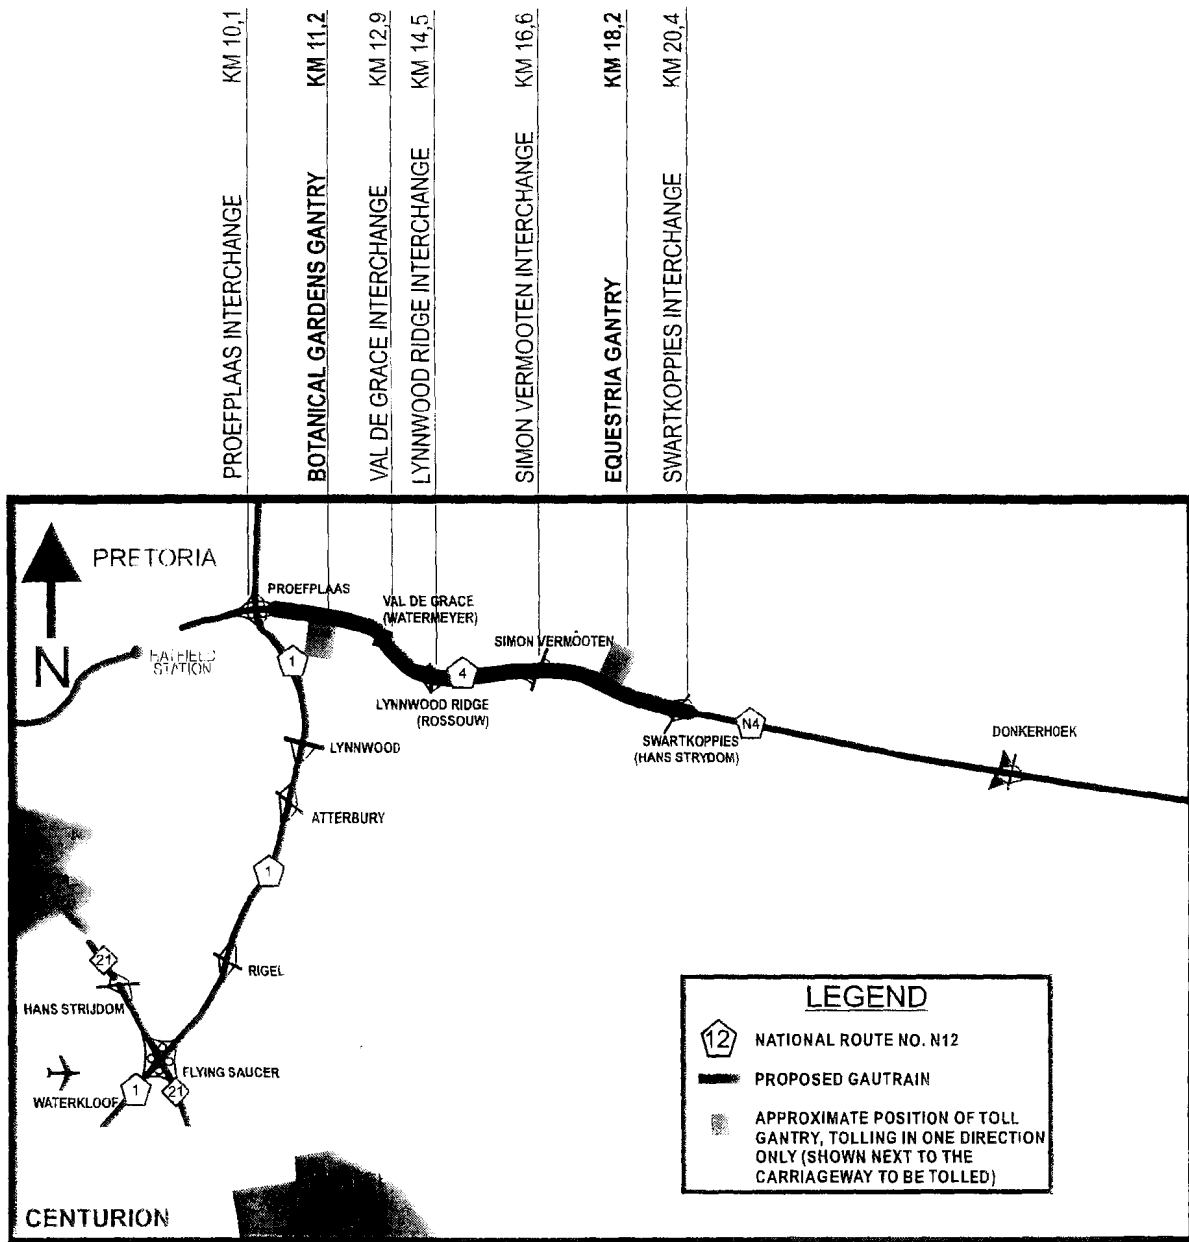 PROEFPLAAS INTERCHANGE KM 10,1
BOTANICAL GARDENS GANTRY KM 11,2
VAL DE GRACE INTERCHANGE KM 12,9
LYNNWOOD RIDGE INTERCHANGE KM 14,5
SIMON VERMOOTEN INTERCHANGE KM 16,6
EQUESTRIA GANTRY KM 18,2
SWARTKOPPIES INTERCHANGE KM 20,4
PRETORIA
N
PROEFPLAAS
VAL DE GRACE
(WATERMEYER)
SIMON VERMOOTEN
HATFIELD
STATION
1
4
LYNNWOOD RIDGE
(ROSSOUW)
N4
SWARTKOPPIES
(HANS STRYDOM)
DONKERHOEK
LYNNWOOD
ATTERBURY
1
21
RIGEL
HANS STRIJDOM
FLYING SAUCER
WATERKLOOF
1
21
CENTURION
LEGEND
12 NATIONAL ROUTE NO. N12
PROPOSED GAUTRAIN
APPROXIMATE POSITION OF TOLL
GANTRY, TOLLING IN ONE DIRECTION
ONLY (SHOWN NEXT TO THE
CARRIAGEWAY TO BE TOLLED)